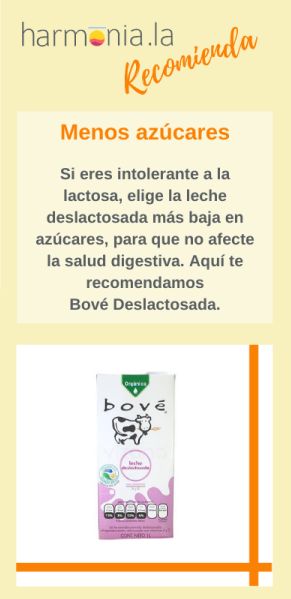 harmonia.la
Recomienda
Menos azúcares
Si eres intolerante a la
lactosa, elige la leche
deslactosada más baja en
azúcares, para que no afecte
la salud digestiva. Aquí te
recomendamos
Bové Deslactosada.
Orgánica
bové
leche
deslactosada
CONT. NETO 1 L